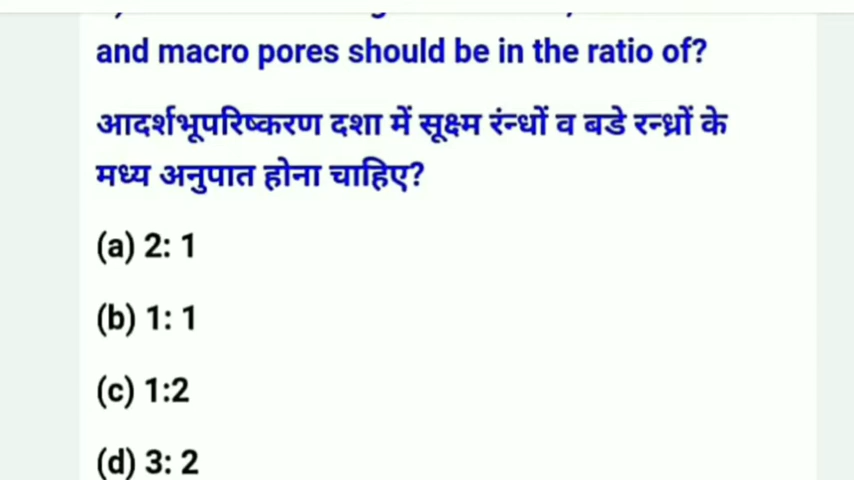 and macro pores should be in the ratio of?
आदर्शभूपरिष्करण दशा में सूक्ष्म रंन्धों व बडे रन्ध्रों के
मध्य अनुपात होना चाहिए?
(a) 2: 1
(b) 1: 1
(c) 1:2
(d) 3: 2